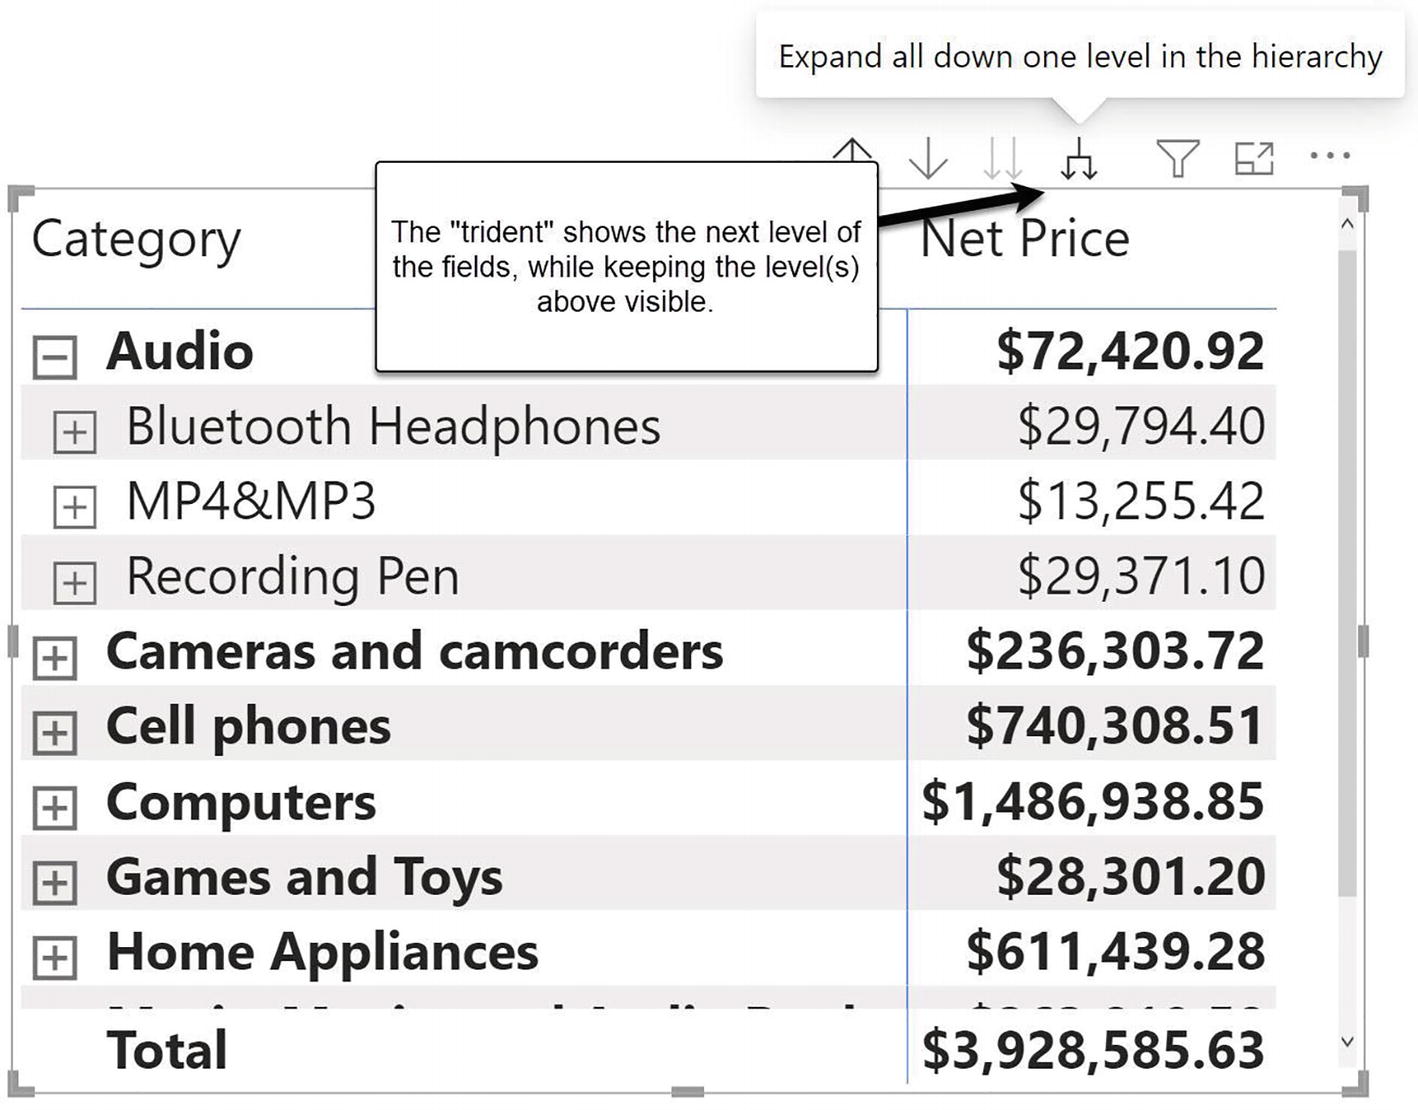 Expand all down one level in the hierarchy
Category
The "trident" shows the next level of
the fields, while keeping the level(s)
above visible.
Net Price
Audio $72,420.92
Bluetooth Headphones $29,794.40
MP4&MP3 $13,255.42
Recording Pen $29,371.10
Cameras and camcorders $236,303.72
Cell phones $740,308.51
Computers $1,486,938.85
Games and Toys $28,301.20
Home Appliances $611,439.28
Total $3,928,585.63